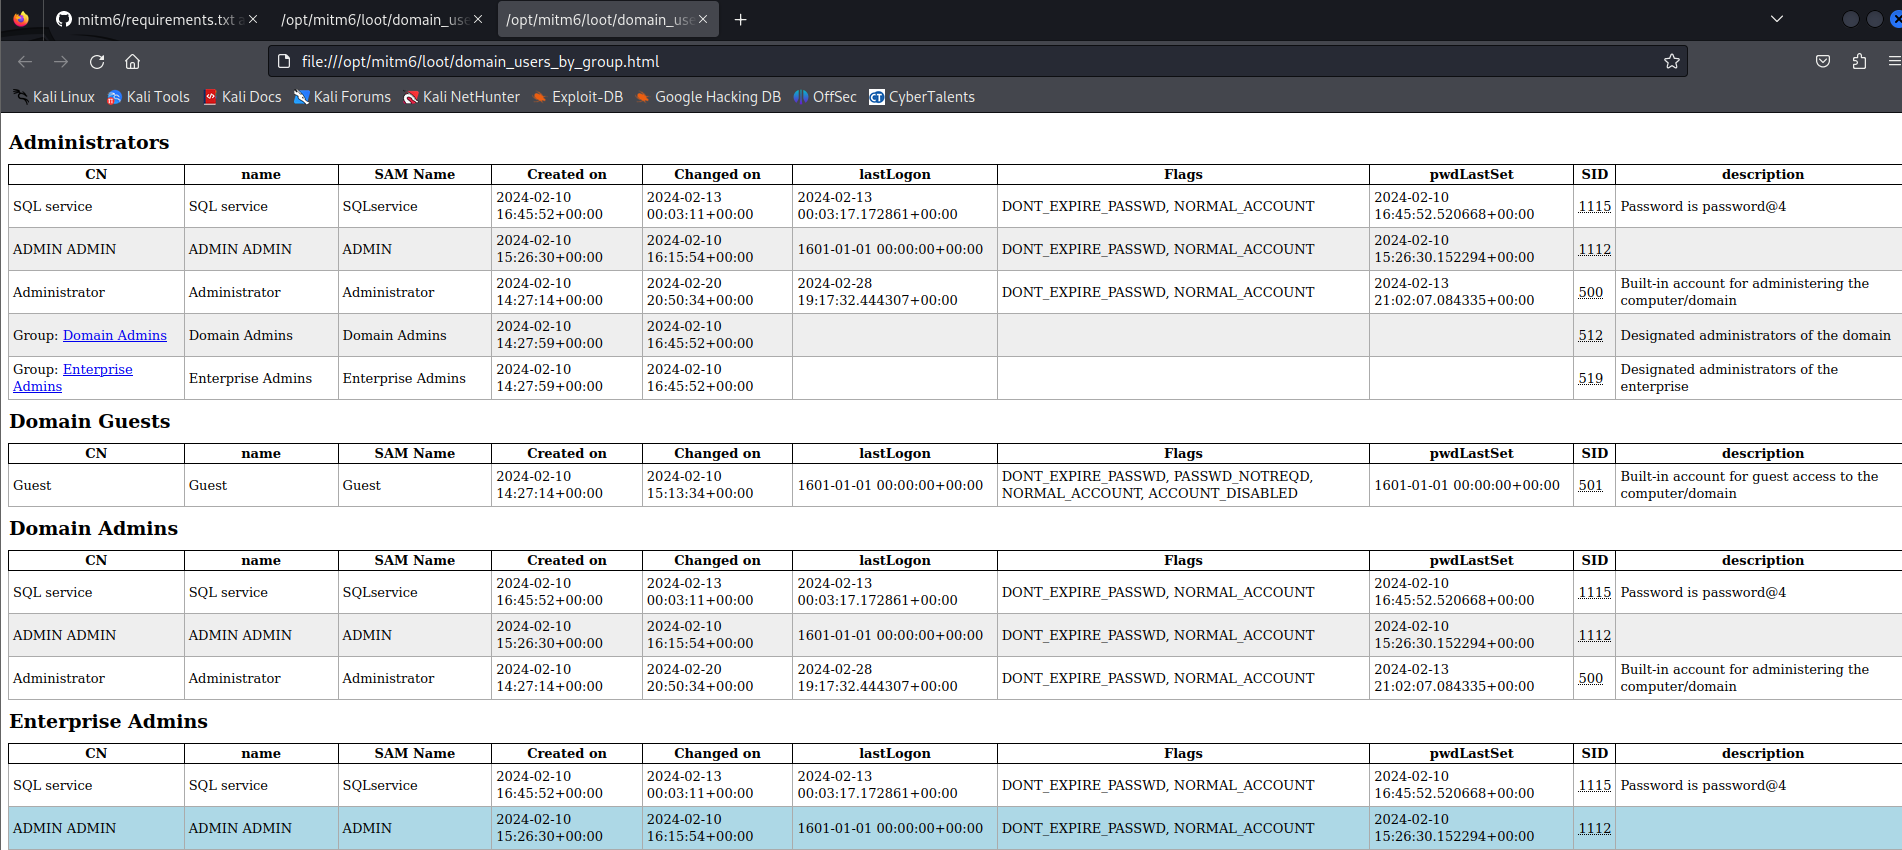 mitm6/requirements.txt a
/opt/mitm6/loot/domain_use
/opt/mitm6/loot/domain_use
file:///opt/mitm6/loot/domain_users_by_group.html
Kali Linux Kali Tools Kali Docs Kali Forums Kali NetHunter Exploit-DB Google Hacking DB OffSec CT CyberTalents
Administrators
CN name SAM Name Created on Changed on lastLogon Flags pwdLastSet SID description
SQL service SQL service SQLservice 2024-02-10 16:45:52+00:00 2024-02-13 00:03:11+00:00 2024-02-13 00:03:17.172861+00:00 DONT_EXPIRE_PASSWD, NORMAL_ACCOUNT 2024-02-10 16:45:52.520668+00:00 1115 Password is password@4
ADMIN ADMIN ADMIN ADMIN ADMIN 2024-02-10 15:26:30+00:00 2024-02-10 16:15:54+00:00 1601-01-01 00:00:00+00:00 DONT_EXPIRE_PASSWD, NORMAL_ACCOUNT 2024-02-10 15:26:30.152294+00:00 1112
Administrator Administrator Administrator 2024-02-10 14:27:14+00:00 2024-02-20 20:50:34+00:00 2024-02-28 19:17:32.444307+00:00 DONT_EXPIRE_PASSWD, NORMAL_ACCOUNT 2024-02-13 21:02:07.084335+00:00 500 Built-in account for administering the computer/domain
Group: Domain Admins Domain Admins Domain Admins 2024-02-10 14:27:59+00:00 2024-02-10 16:45:52+00:00 512 Designated administrators of the domain
Group: Enterprise Admins Enterprise Admins Enterprise Admins 2024-02-10 14:27:59+00:00 2024-02-10 16:45:52+00:00 519 Designated administrators of the enterprise
Domain Guests
CN name SAM Name Created on Changed on lastLogon Flags pwdLastSet SID description
Guest Guest Guest 2024-02-10 14:27:14+00:00 2024-02-10 15:13:34+00:00 1601-01-01 00:00:00+00:00 DONT_EXPIRE_PASSWD, PASSWD_NOTREQD, NORMAL_ACCOUNT, ACCOUNT_DISABLED 1601-01-01 00:00:00+00:00 501 Built-in account for guest access to the computer/domain
Domain Admins
CN name SAM Name Created on Changed on lastLogon Flags pwdLastSet SID description
SQL service SQL service SQLservice 2024-02-10 16:45:52+00:00 2024-02-13 00:03:11+00:00 2024-02-13 00:03:17.172861+00:00 DONT_EXPIRE_PASSWD, NORMAL_ACCOUNT 2024-02-10 16:45:52.520668+00:00 1115 Password is password@4
ADMIN ADMIN ADMIN ADMIN ADMIN 2024-02-10 15:26:30+00:00 2024-02-10 16:15:54+00:00 1601-01-01 00:00:00+00:00 DONT_EXPIRE_PASSWD, NORMAL_ACCOUNT 2024-02-10 15:26:30.152294+00:00 1112
Administrator Administrator Administrator 2024-02-10 14:27:14+00:00 2024-02-20 20:50:34+00:00 2024-02-28 19:17:32.444307+00:00 DONT_EXPIRE_PASSWD, NORMAL_ACCOUNT 2024-02-13 21:02:07.084335+00:00 500 Built-in account for administering the computer/domain
Enterprise Admins
CN name SAM Name Created on Changed on lastLogon Flags pwdLastSet SID description
SQL service SQL service SQLservice 2024-02-10 16:45:52+00:00 2024-02-13 00:03:11+00:00 2024-02-13 00:03:17.172861+00:00 DONT_EXPIRE_PASSWD, NORMAL_ACCOUNT 2024-02-10 16:45:52.520668+00:00 1115 Password is password@4
ADMIN ADMIN ADMIN ADMIN ADMIN 2024-02-10 15:26:30+00:00 2024-02-10 16:15:54+00:00 1601-01-01 00:00:00+00:00 DONT_EXPIRE_PASSWD, NORMAL_ACCOUNT 2024-02-10 15:26:30.152294+00:00 1112